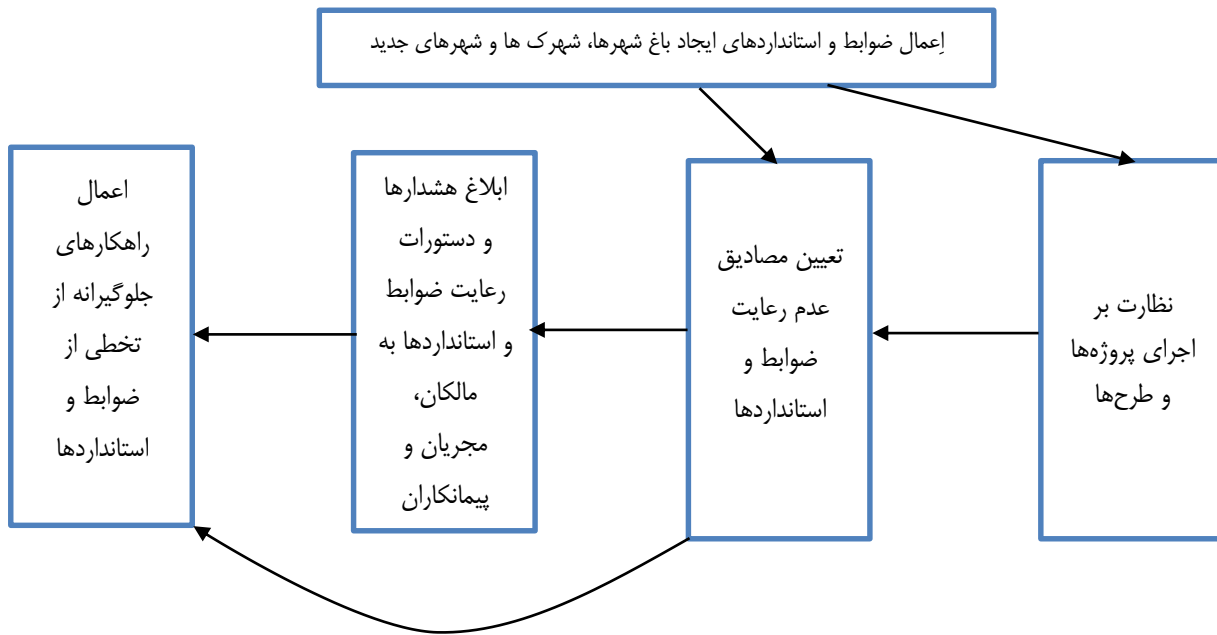 اِعمال ضوابط و استانداردهای ایجاد باغ شهرها، شهرک ها و شهرهای جدید
نظارت بر
اجرای پروژه‌ها
و طرح‌ها
تعیین مصادیق
عدم رعایت
ضوابط و
استانداردها
ابلاغ هشدارها
و دستورات
رعایت ضوابط
و استانداردها به
مالکان،
مجریان و
پیمانکاران
اعمال
راهکارهای
جلوگیرانه از
تخطی از
ضوابط و
استانداردها